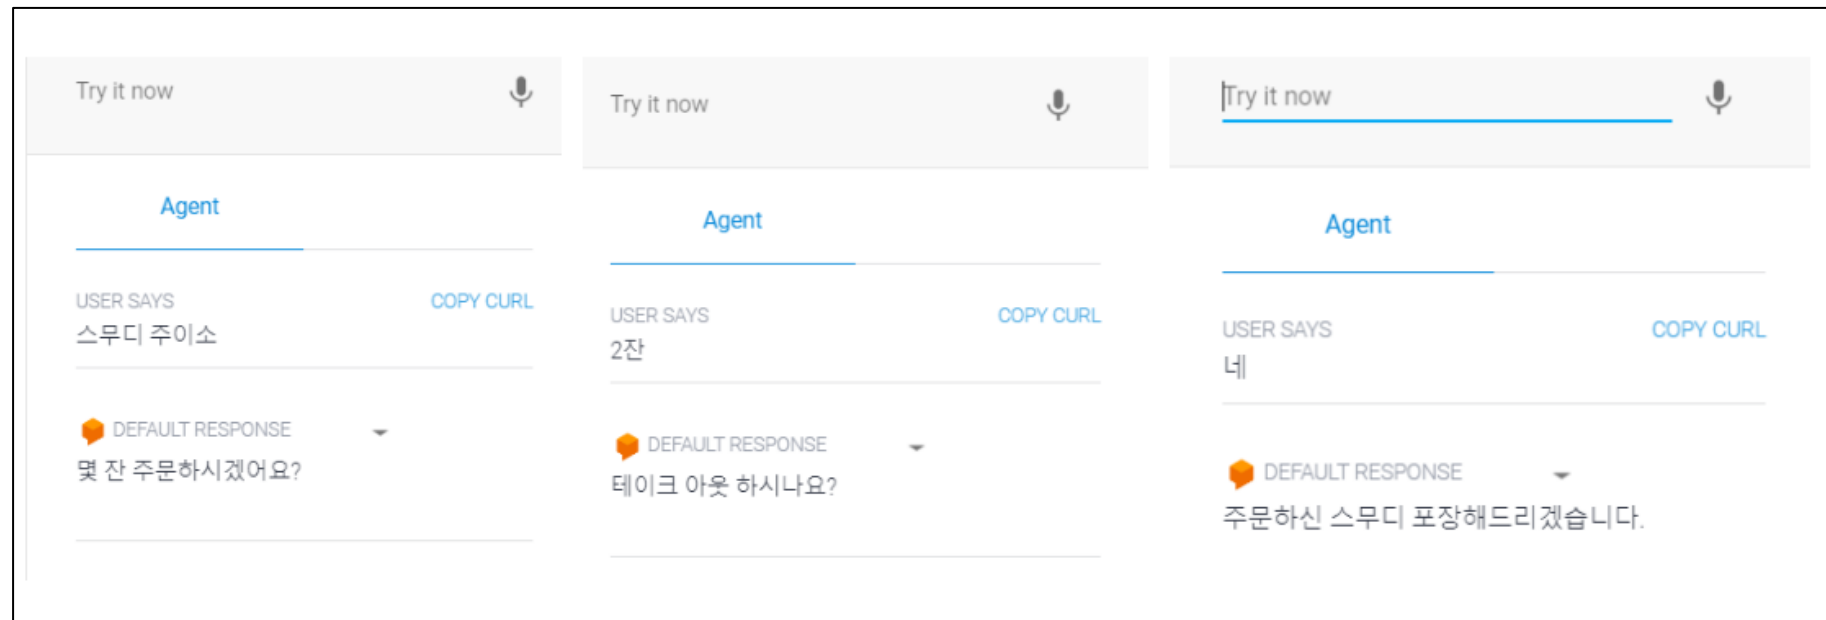 Try it now
Agent
USER SAYS COPY CURL
스무디 주이소
DEFAULT RESPONSE
몇 잔 주문하시겠어요?
Try it now
Agent
USER SAYS COPY CURL
2잔
DEFAULT RESPONSE
테이크 아웃 하시나요?
Try it now
Agent
USER SAYS COPY CURL
네
DEFAULT RESPONSE
주문하신 스무디 포장해드리겠습니다.